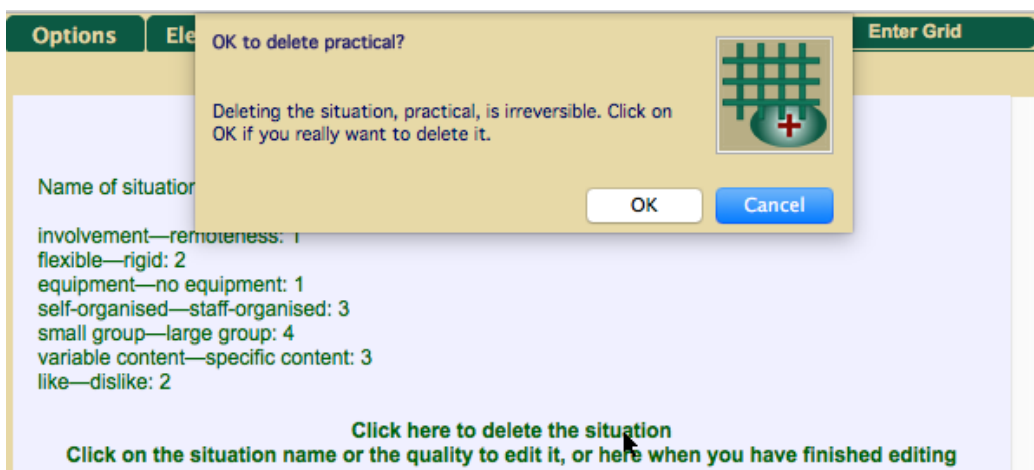 Options
Ele
Enter Grid
OK to delete practical?
Deleting the situation, practical, is irreversible. Click on
OK if you really want to delete it.
OK
Cancel
Name of situation
involvement—remoteness: 1
flexible—rigid: 2
equipment—no equipment: 1
self-organised—staff-organised: 3
small group—large group: 4
variable content—specific content: 3
like—dislike: 2
Click here to delete the situation
Click on the situation name or the quality to edit it, or here when you have finished editing